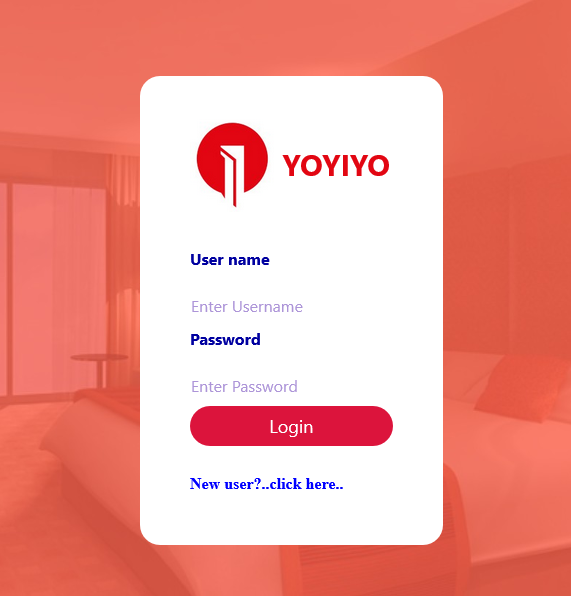 YOYIYO
User name
Enter Username
Password
Enter Password
Login
New user?..click here..